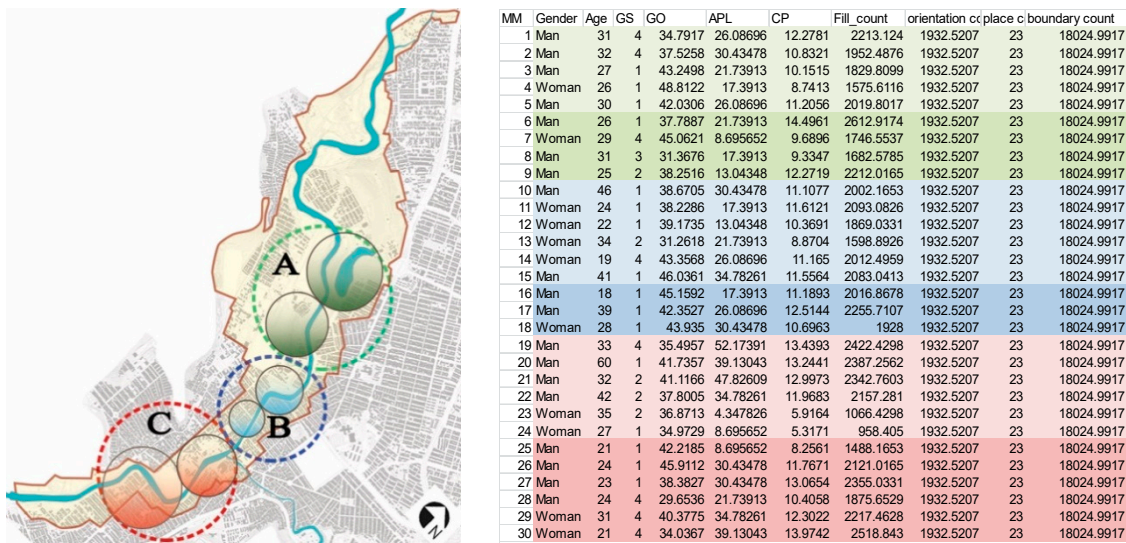 A
B
C
N
MM Gender Age GS GO APL CP Fill_count orientation cc place c boundary count
1 Man 31 4 34.7917 26.08696 12.2781 2213.124 1932.5207 23 18024.9917
2 Man 32 4 37.5258 30.43478 10.8321 1952.4876 1932.5207 23 18024.9917
3 Man 27 1 43.2498 21.73913 10.1515 1829.8099 1932.5207 23 18024.9917
4 Woman 26 1 48.8122 17.3913 8.7413 1575.6116 1932.5207 23 18024.9917
5 Man 30 1 42.0306 26.08696 11.2056 2019.8017 1932.5207 23 18024.9917
6 Man 26 1 37.7887 21.73913 14.4961 2612.9174 1932.5207 23 18024.9917
7 Woman 29 4 45.0621 8.695652 9.6896 1746.5537 1932.5207 23 18024.9917
8 Man 31 3 31.3676 17.3913 9.3347 1682.5785 1932.5207 23 18024.9917
9 Man 25 2 38.2516 13.04348 12.2719 2212.0165 1932.5207 23 18024.9917
10 Man 46 1 38.6705 30.43478 11.1077 2002.1653 1932.5207 23 18024.9917
11 Woman 24 1 38.2286 17.3913 11.6121 2093.0826 1932.5207 23 18024.9917
12 Woman 22 1 39.1735 13.04348 10.3691 1869.0331 1932.5207 23 18024.9917
13 Woman 34 2 31.2618 21.73913 8.8704 1598.8926 1932.5207 23 18024.9917
14 Woman 19 4 43.3568 26.08696 11.165 2012.4959 1932.5207 23 18024.9917
15 Man 41 1 46.0361 34.78261 11.5564 2083.0413 1932.5207 23 18024.9917
16 Man 18 1 45.1592 17.3913 11.1893 2016.8678 1932.5207 23 18024.9917
17 Man 39 1 42.3527 26.08696 12.5144 2255.7107 1932.5207 23 18024.9917
18 Woman 28 1 43.935 30.43478 10.6963 1928 1932.5207 23 18024.9917
19 Man 33 4 35.4957 52.17391 13.4393 2422.4298 1932.5207 23 18024.9917
20 Man 60 1 41.7357 39.13043 13.2441 2387.2562 1932.5207 23 18024.9917
21 Man 32 2 41.1166 47.82609 12.9973 2342.7603 1932.5207 23 18024.9917
22 Man 42 2 37.8005 34.78261 11.9683 2157.281 1932.5207 23 18024.9917
23 Woman 35 2 36.8713 4.347826 5.9164 1066.4298 1932.5207 23 18024.9917
24 Woman 27 1 34.9729 8.695652 5.3171 958.405 1932.5207 23 18024.9917
25 Man 21 1 42.2185 8.695652 8.2561 1488.1653 1932.5207 23 18024.9917
26 Man 24 1 45.9112 30.43478 11.7671 2121.0165 1932.5207 23 18024.9917
27 Man 23 1 38.3827 30.43478 13.0654 2355.0331 1932.5207 23 18024.9917
28 Man 24 4 29.6536 21.73913 10.4058 1875.6529 1932.5207 23 18024.9917
29 Woman 31 4 40.3775 34.78261 12.3022 2217.4628 1932.5207 23 18024.9917
30 Woman 21 4 34.0367 39.13043 13.9742 2518.843 1932.5207 23 18024.9917